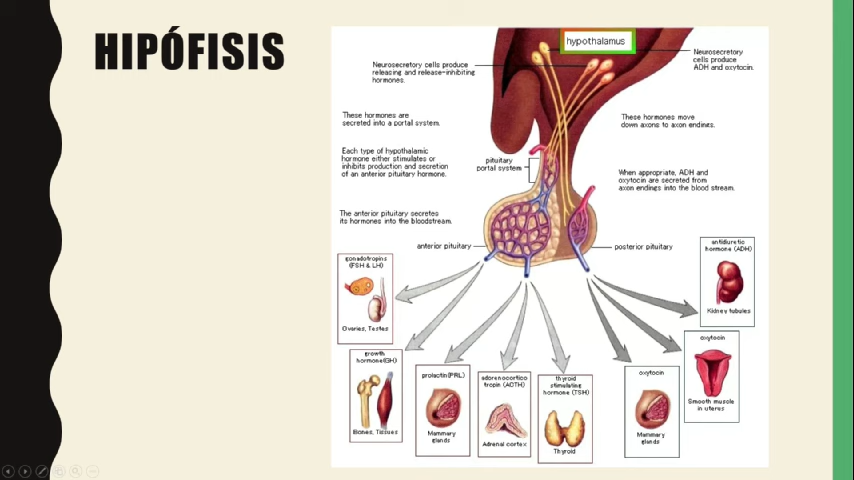 HIPÓFISIS
hypothalamus
Neurosecretory cells produce
releasing and release-inhibiting
hormones.
Neurosecretory
cells produce
ADH and oxytocin.
These hormones are
secreted into a portal system.
These hormones move
down axons to axon endings.
Each type of hypothalamic
hormone either stimulates or
inhibits production and secretion
of an anterior pituitary hormone.
pituitary
portal system
When appropriate, ADH and
oxytocin are secreted from
axon endings into the blood stream.
The anterior pituitary secretes
its hormones into the bloodstream.
anterior pituitary
posterior pituitary
gonadotropins
(FSH & LH)
Ovaries, Testes
growth
hormone(GH)
Bones, Tissues
prolactin(PRL)
Mammary
glands
adrenocortico
tropin (ACTH)
Adrenal cortex
thyroid
stimulating
hormone (TSH)
Thyroid
oxytocin
Mammary
glands
oxytocin
Smooth muscle
in uterus
antidiuretic
hormone (ADH)
Kidney tubules